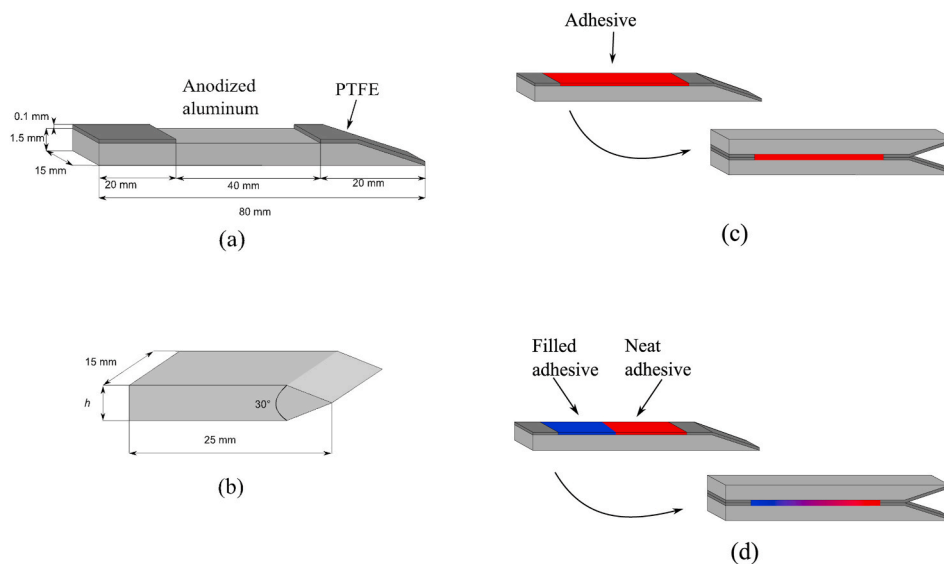 Anodized
aluminum
PTFE
0.1 mm
1.5 mm
15 mm
20 mm
40 mm
20 mm
80 mm
(a)
15 mm
h
30°
25 mm
(b)
Adhesive
(c)
Filled
adhesive
Neat
adhesive
(d)